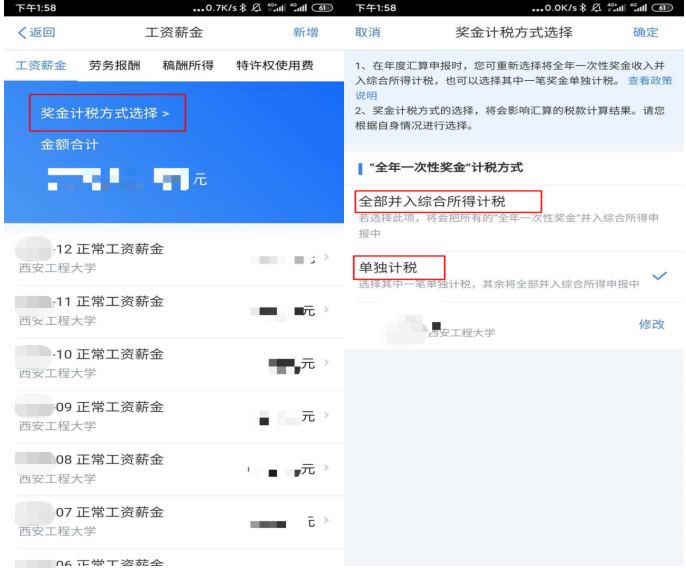 下午1:58
...0.7K/s
61
返回
工资薪金
新增
工资薪金
劳务报酬
稿酬所得
特许权使用费
奖金计税方式选择 >
金额合计
元
-12 正常工资薪金
西安工程大学
-11 正常工资薪金
元
西安工程大学
-10 正常工资薪金
元
西安工程大学
09 正常工资薪金
元
西安工程大学
08 正常工资薪金
元
西安工程大学
07 正常工资薪金
西安工程大学
06 正常工资薪金
下午1:58
...0.0K/s
61
取消
奖金计税方式选择
确定
1、在年度汇算申报时，您可重新选择将全年一次性奖金收入并
入综合所得计税，也可以选择其中一笔奖金单独计税。 查看政策
说明
2、奖金计税方式的选择，将会影响汇算的税款计算结果。请您
根据自身情况进行选择。
“全年一次性奖金”计税方式
全部并入综合所得计税
若选择此项，将会把所有的“全年一次性奖金”并入综合所得申
报中
单独计税
选择其中一笔单独计税，其余将全部并入综合所得申报中
西安工程大学
修改